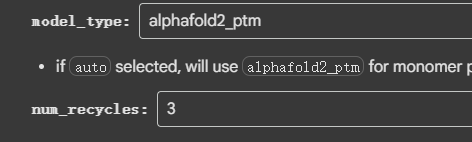 model_type: alphafold2_ptm
if auto selected, will use alphafold2_ptm for monomer
num_recycles: 3